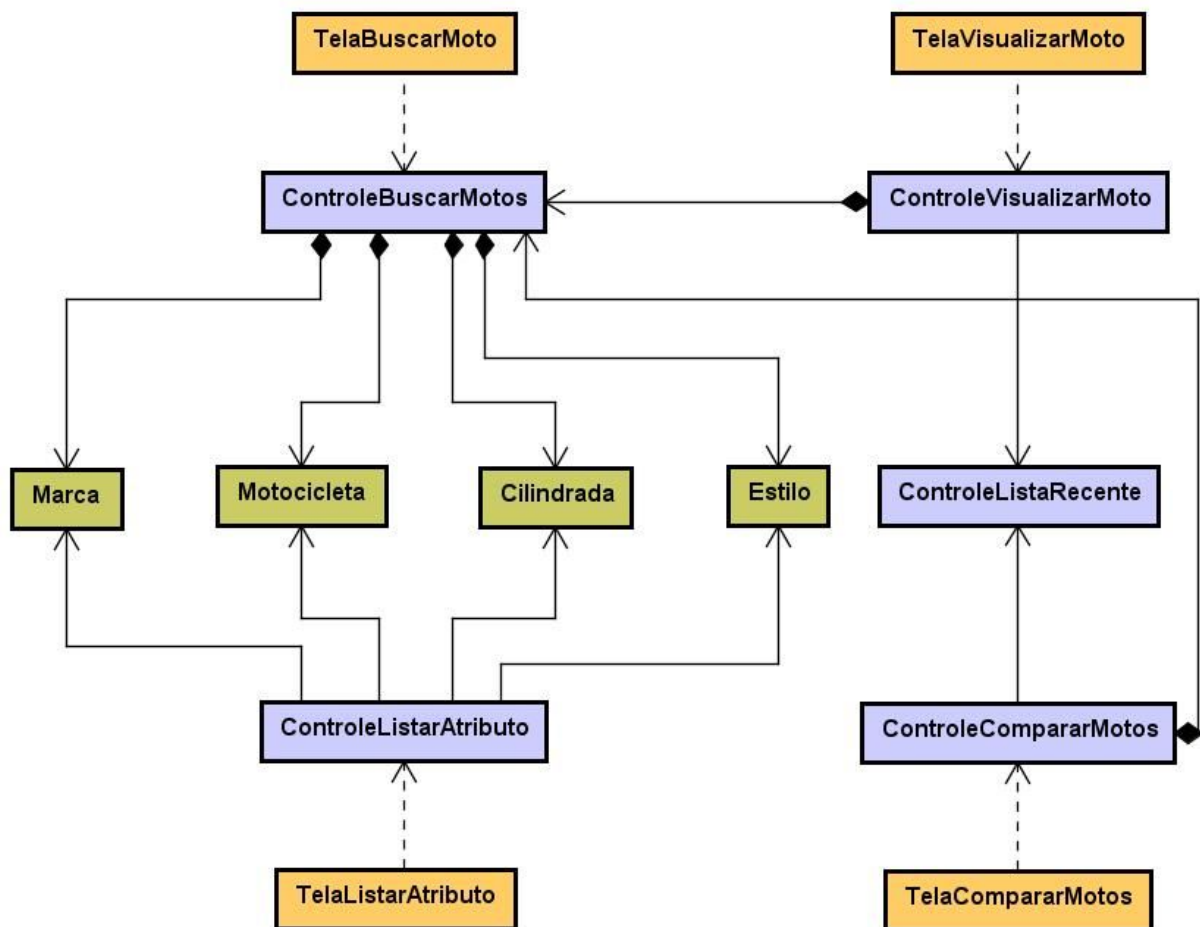 TelaBuscarMoto
TelaVisualizarMoto
ControleBuscarMotos
ControleVisualizarMoto
Marca
Motocicleta
Cilindrada
Estilo
ControleListaRecente
ControleListarAtributo
ControleCompararMotos
TelaListarAtributo
TelaCompararMotos